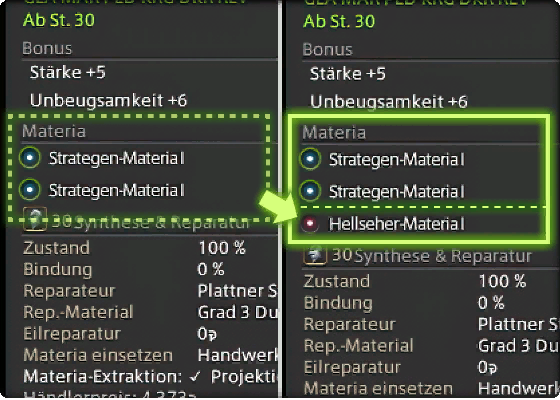 Ab St. 30
Bonus
Stärke +5
Unbeugsamkeit +6
Materia
Strategen-Materia I
Strategen-Materia I
30 Synthese & Reparatur
Zustand 100 %
Bindung 0 %
Reparateur Plattner S
Rep.-Material Grad 3 Du
Eilreparatur 0
Materia einsetzen Handwerk
Materia-Extraktion: ✓ Projekti
Händlerpreis: 4.373
Ab St. 30
Bonus
Stärke +5
Unbeugsamkeit +6
Materia
Strategen-Materia I
Strategen-Materia I
Hellseher-Materia I
30 Synthese & Reparatur
Zustand 100 %
Bindung 0 %
Reparateur Plattner S
Rep.-Material Grad 3 Du
Eilreparatur 0
Materia einsetzen Handwerk